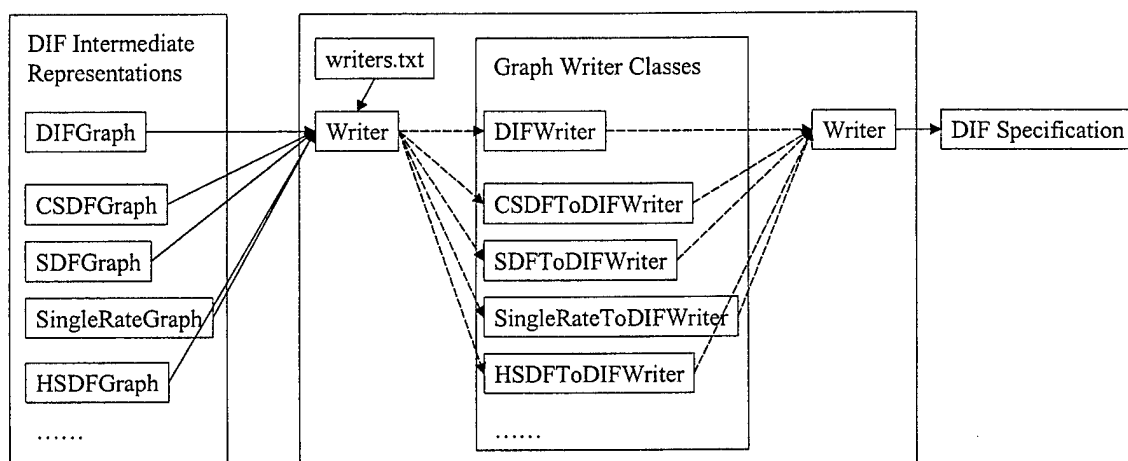 DIF Intermediate
Representations
DIFGraph
CSDFGraph
SDFGraph
SingleRateGraph
HSDFGraph
......
writers.txt
Writer
Graph Writer Classes
DIFWriter
CSDFToDIFWriter
SDFToDIFWriter
SingleRateToDIFWriter
HSDFToDIFWriter
......
Writer
DIF Specification